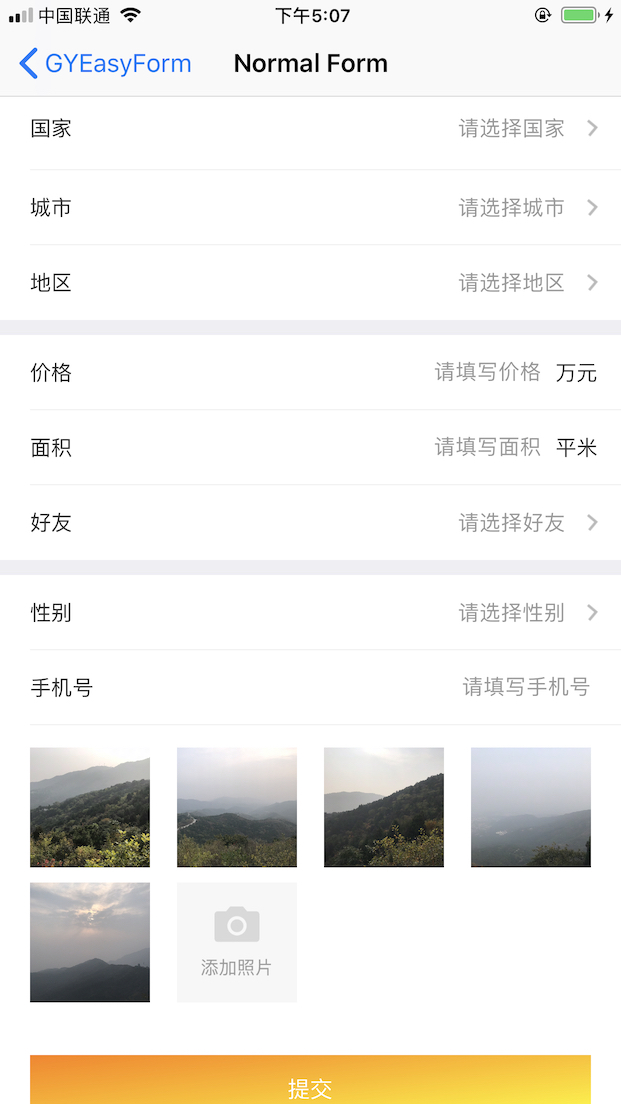 中国联通 下午5:07
GYEasyForm Normal Form
国家 请选择国家
城市 请选择城市
地区 请选择地区
价格 请填写价格 万元
面积 请填写面积 平米
好友 请选择好友
性别 请选择性别
手机号 请填写手机号
添加照片
提交